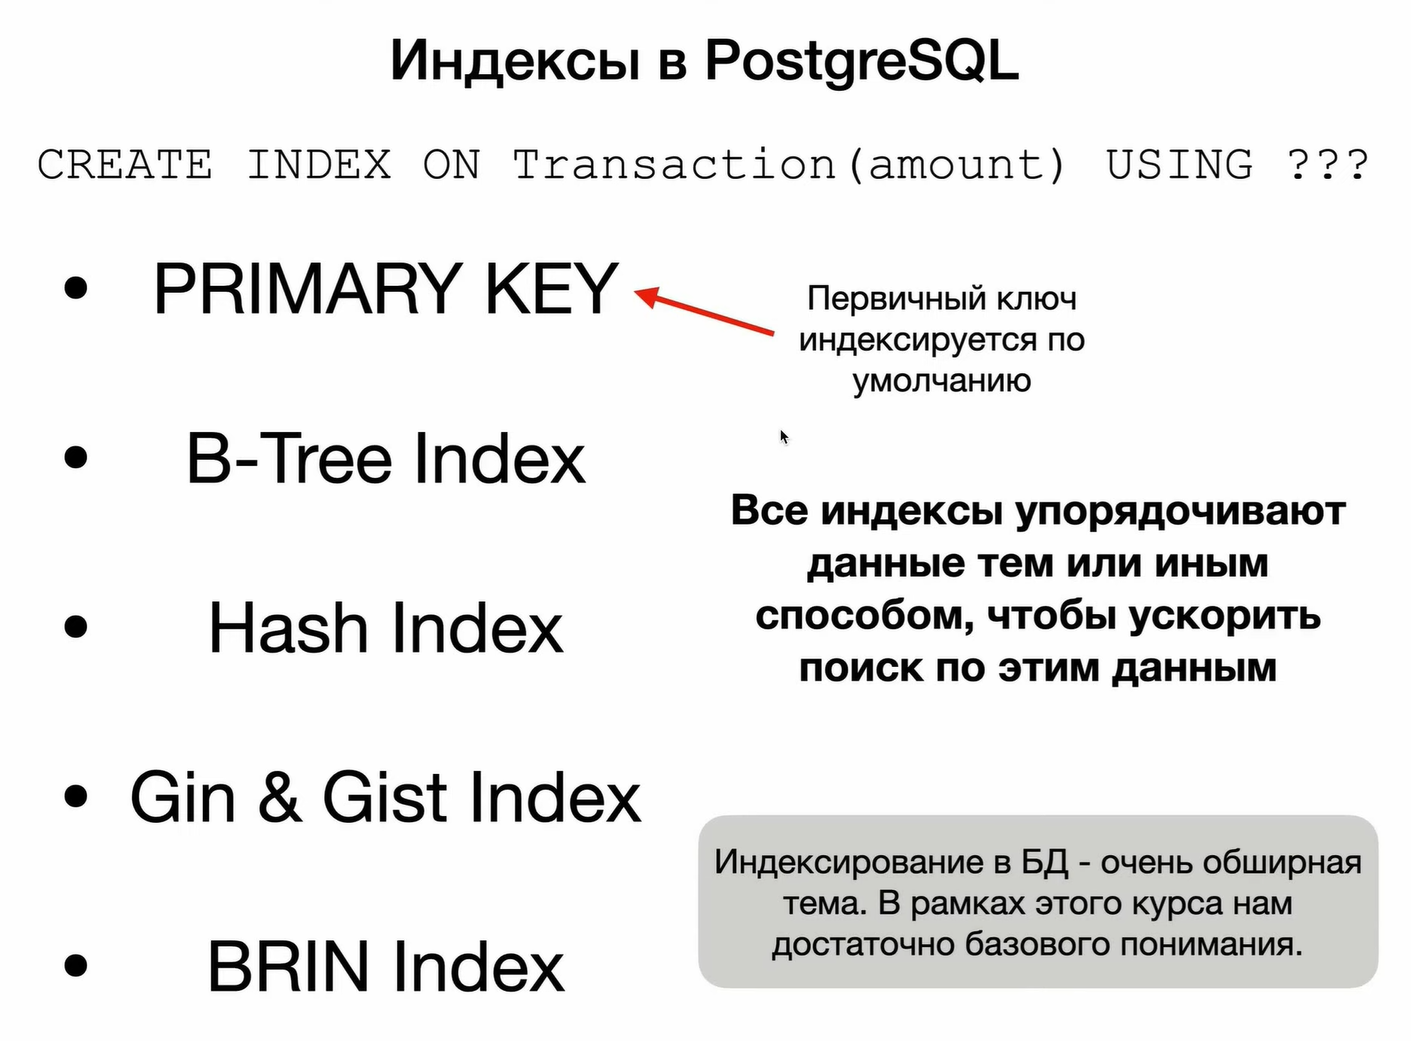 Индексы в PostgreSQL
CREATE INDEX ON Transaction(amount) USING ???
• PRIMARY KEY
Первичный ключ
индексируется по
умолчанию
• B-Tree Index
Все индексы упорядочивают
данные тем или иным
способом, чтобы ускорить
поиск по этим данным
• Hash Index
• Gin & Gist Index
Индексирование в БД - очень обширная
тема. В рамках этого курса нам
достаточно базового понимания.
• BRIN Index